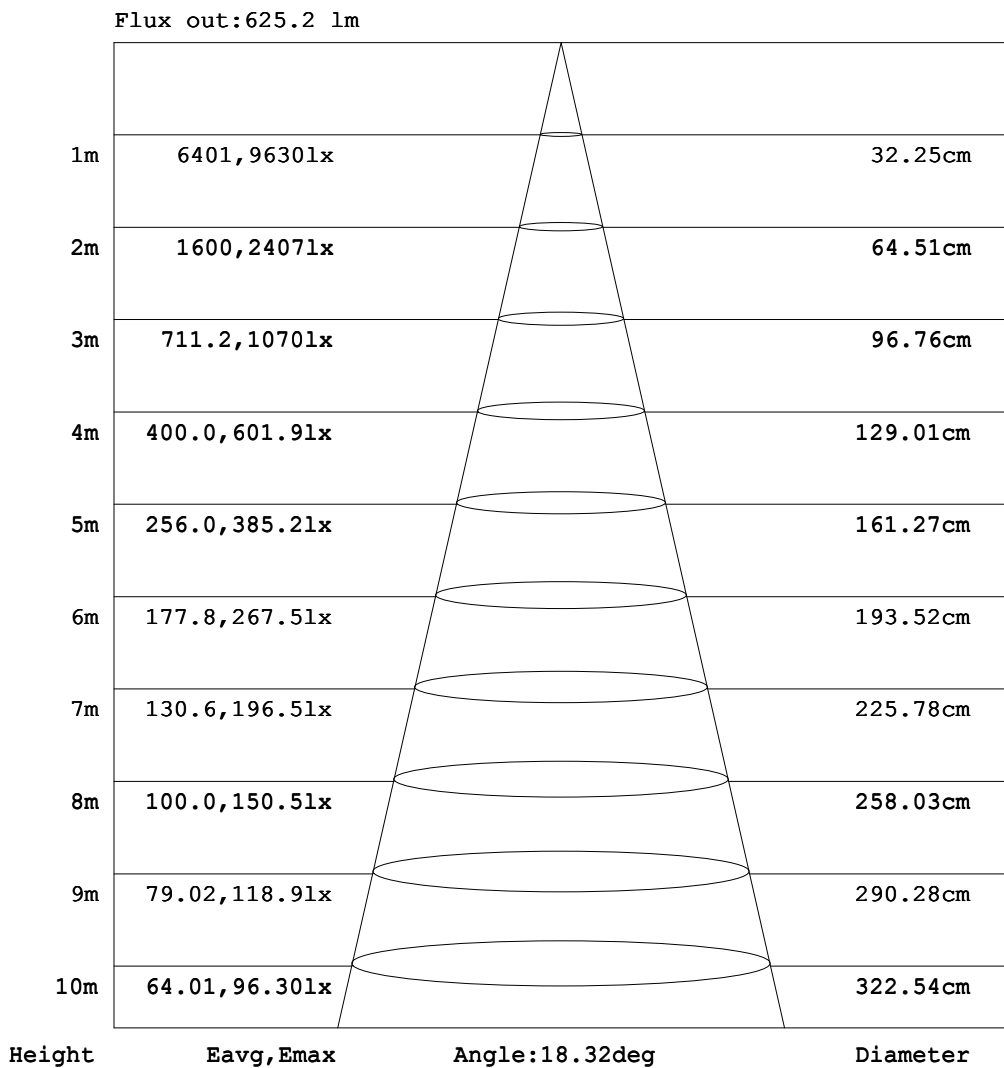 Flux out:625.2 lm
1m 6401,9630lx 32.25cm
2m 1600,2407lx 64.51cm
3m 711.2,1070lx 96.76cm
4m 400.0,601.9lx 129.01cm
5m 256.0,385.2lx 161.27cm
6m 177.8,267.5lx 193.52cm
7m 130.6,196.5lx 225.78cm
8m 100.0,150.5lx 258.03cm
9m 79.02,118.9lx 290.28cm
10m 64.01,96.30lx 322.54cm
Height Eavg,Emax Angle:18.32deg Diameter